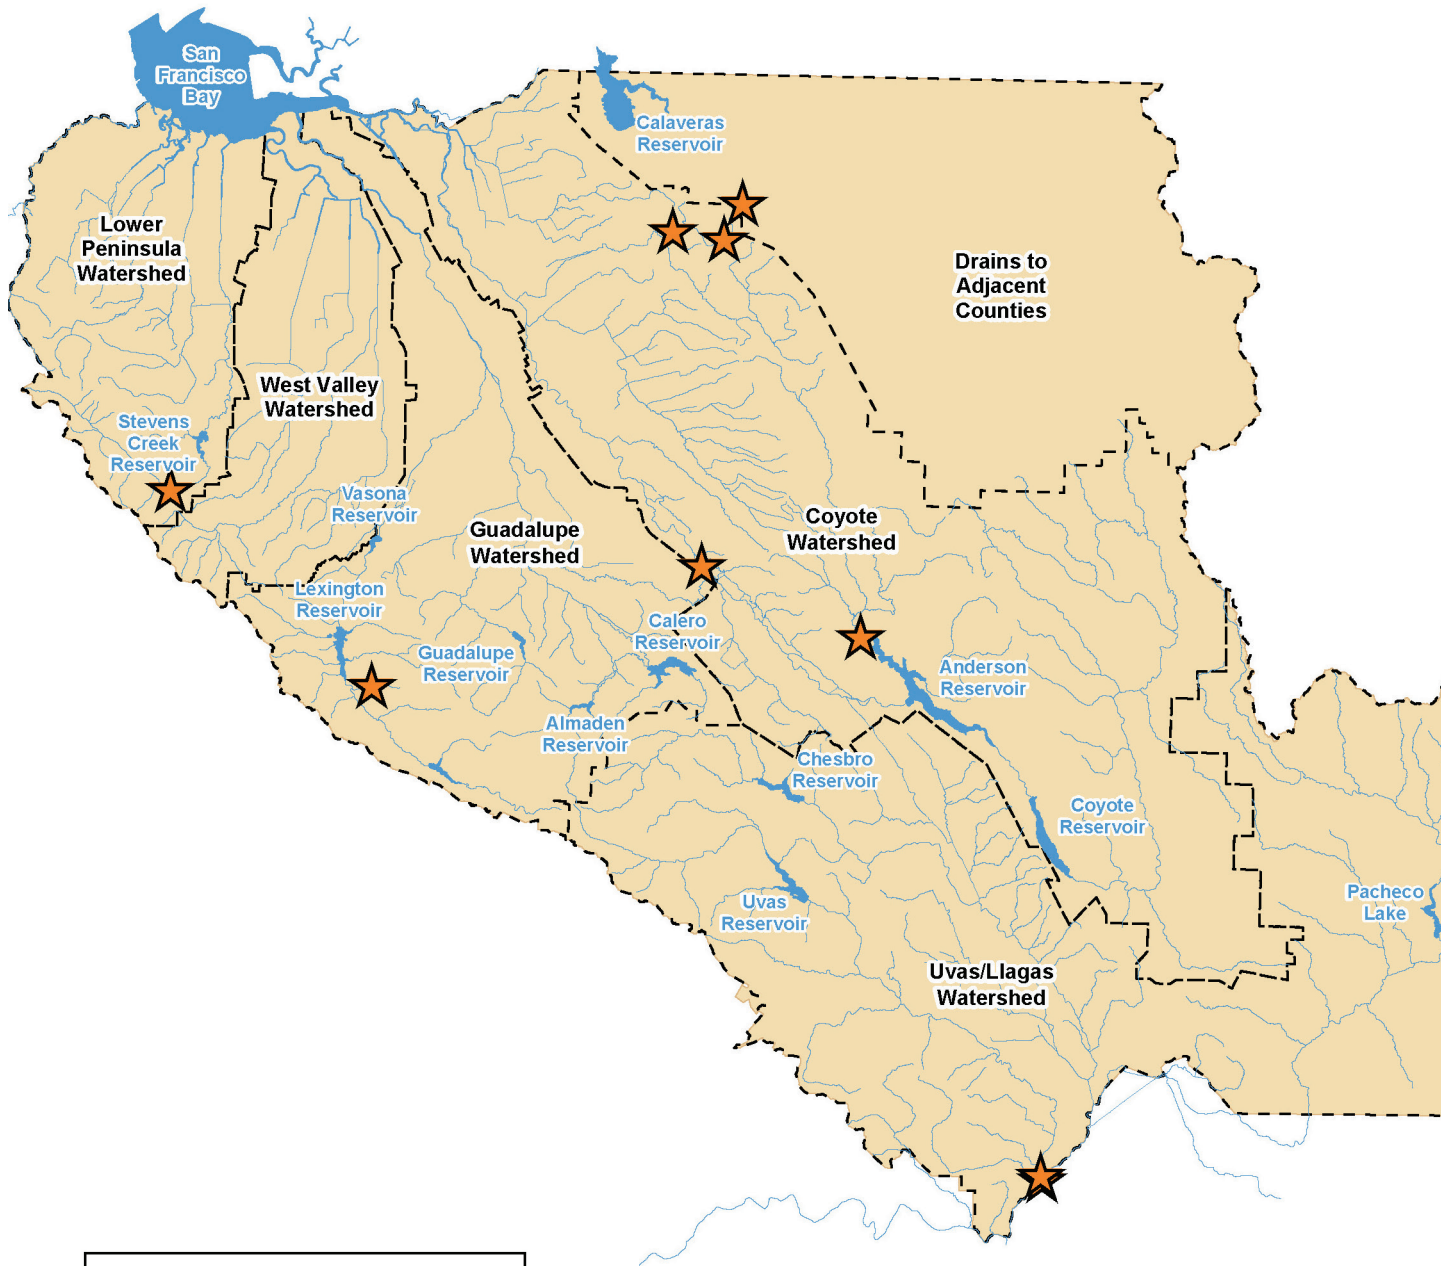 San
Francisco
Bay
Calaveras
Reservoir
Lower
Peninsula
Watershed
Drains to
Adjacent
Counties
West Valley
Watershed
Stevens
Creek
Reservoir
Vasona
Reservoir
Guadalupe
Watershed
Coyote
Watershed
Lexington
Reservoir
Guadalupe
Reservoir
Calero
Reservoir
Anderson
Reservoir
Almaden
Reservoir
Chesbro
Reservoir
Coyote
Reservoir
Uvas
Reservoir
Pacheco
Lake
Uvas/Llagas
Watershed